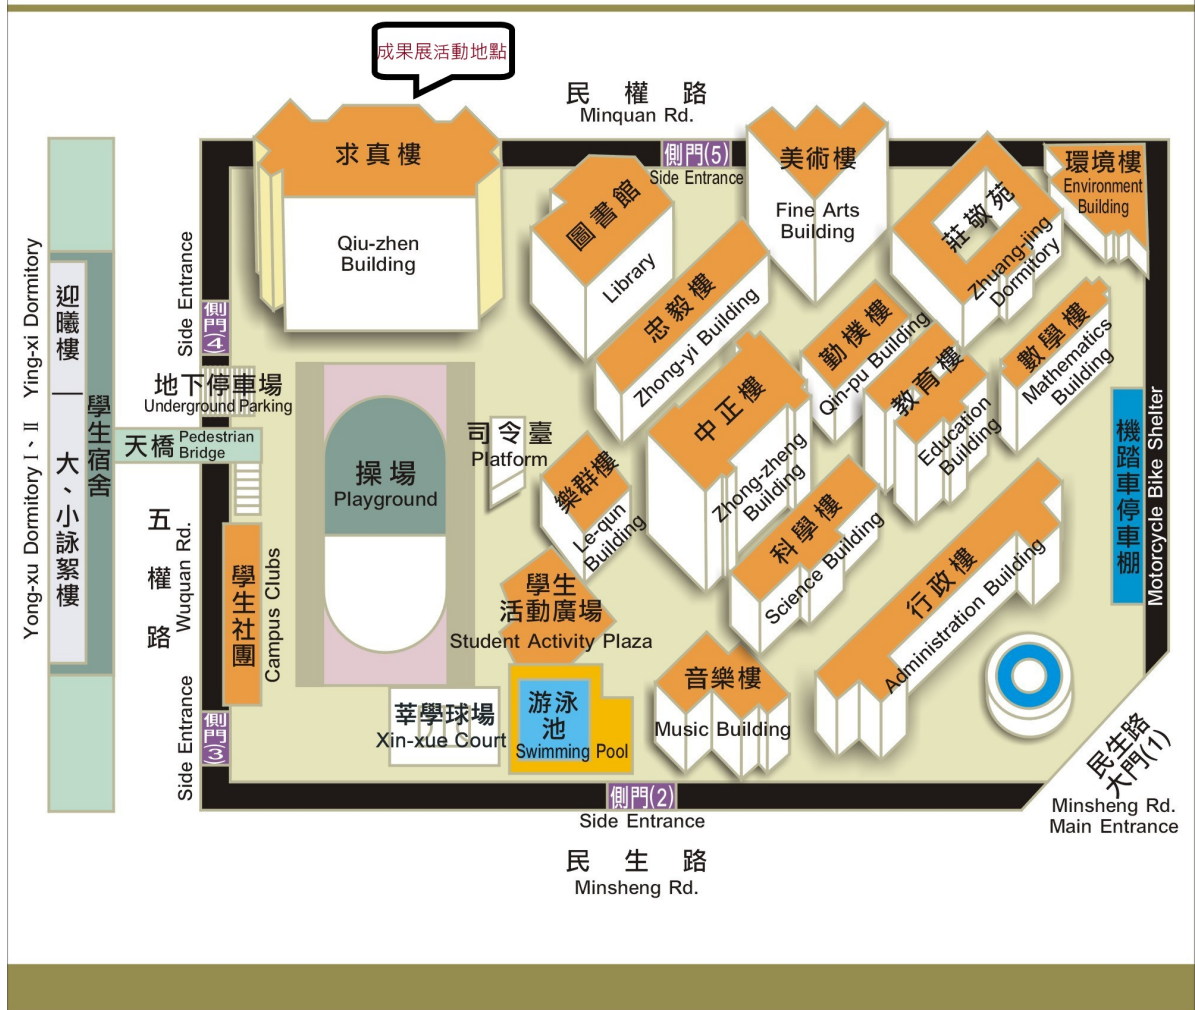 成果展活動地點
民 權 路
Minquan Rd.
求真樓
Qiu-zhen
Building
側門(5)
Side Entrance
圖書館
Library
美術樓
Fine Arts
Building
莊敬苑
Zhuang-jing
Dormitory
環境樓
Environment
Building
忠毅樓
Zhong-yi Building
勤樸樓
Qin-pu Building
數學樓
Mathematics
Building
中正樓
Zhong-zheng
Building
教育樓
Education
Building
Side Entrance
側門(4)
地下停車場
Underground Parking
天橋
Pedestrian
Bridge
Yong-xu Dormitory I、II Ying-xi Dormitory
迎曦樓
大、小詠絮樓
學生宿舍
五權路
Wuquan Rd.
學生社團
Campus Clubs
Side Entrance
側門(3)
操場
Playground
司令臺
Platform
樂群樓
Le-qun
Building
科學樓
Science Building
行政樓
Administration Building
機踏車停車棚
Motorcycle Bike Shelter
學生
活動廣場
Student Activity Plaza
莘學球場
Xin-xue Court
游泳
池
Swimming Pool
音樂樓
Music Building
側門(2)
Side Entrance
民 生 路
Minsheng Rd.
民生路
大門(1)
Minsheng Rd.
Main Entrance